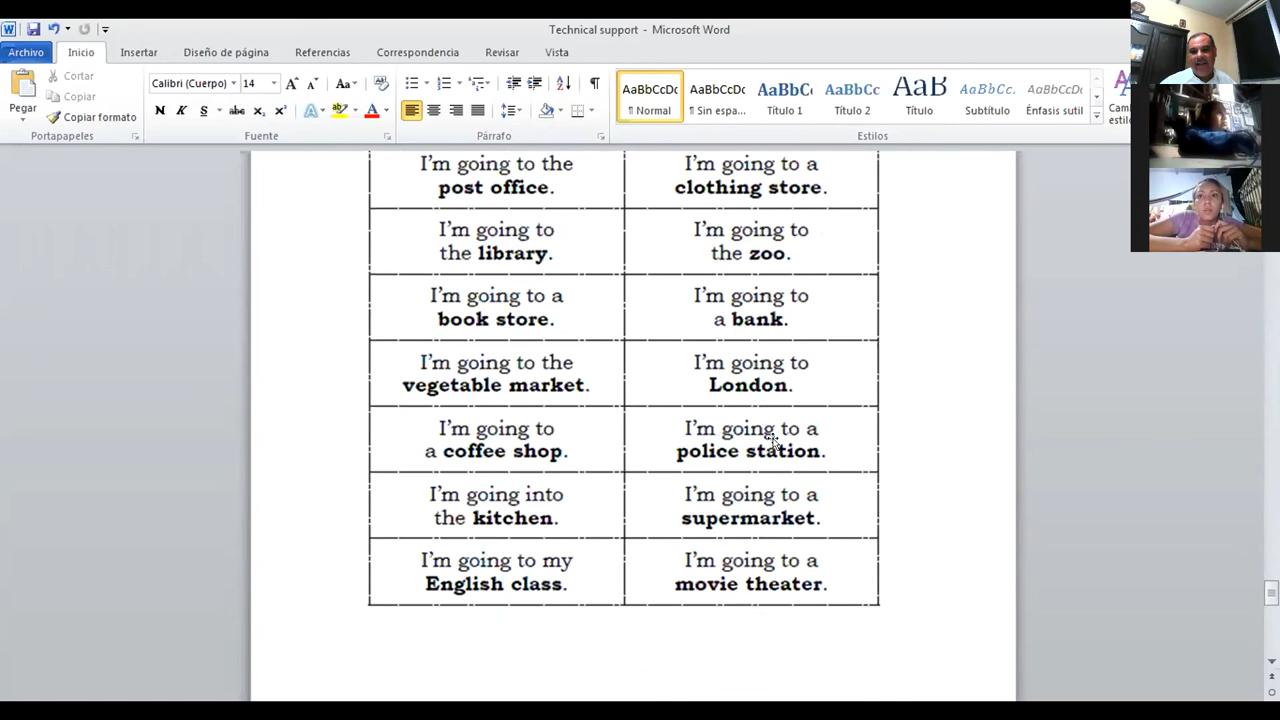 Technical support - Microsoft Word
Archivo Inicio Insertar Diseño de página Referencias Correspondencia Revisar Vista
Pegar
Cortar
Copiar
Copiar formato
Portapapeles
Calibri (Cuerpo) 14
N K S abc x₂ x²
Fuente
Párrafo
AaBbCcDc AaBbCcDc AaBbC AaBbCc AaB AaBbCc. AaBbCcDc
¶ Normal ¶ Sin espa... Título 1 Título 2 Título Subtítulo Énfasis sutil
Estilos
I'm going to the
post office.
I'm going to a
clothing store.
I'm going to
the library.
I'm going to
the zoo.
I'm going to a
book store.
I'm going to
a bank.
I'm going to the
vegetable market.
I'm going to
London.
I'm going to
a coffee shop.
I'm going to a
police station.
I'm going into
the kitchen.
I'm going to a
supermarket.
I'm going to my
English class.
I'm going to a
movie theater.